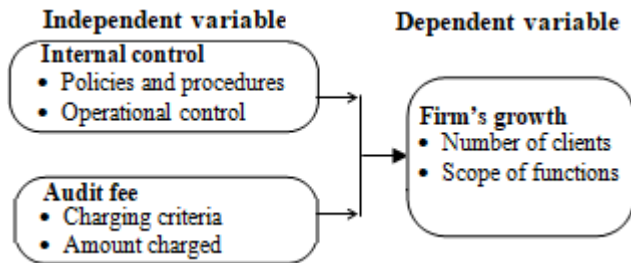 Independent variable
Internal control
• Policies and procedures
• Operational control
Audit fee
• Charging criteria
• Amount charged
Dependent variable
Firm's growth
• Number of clients
• Scope of functions